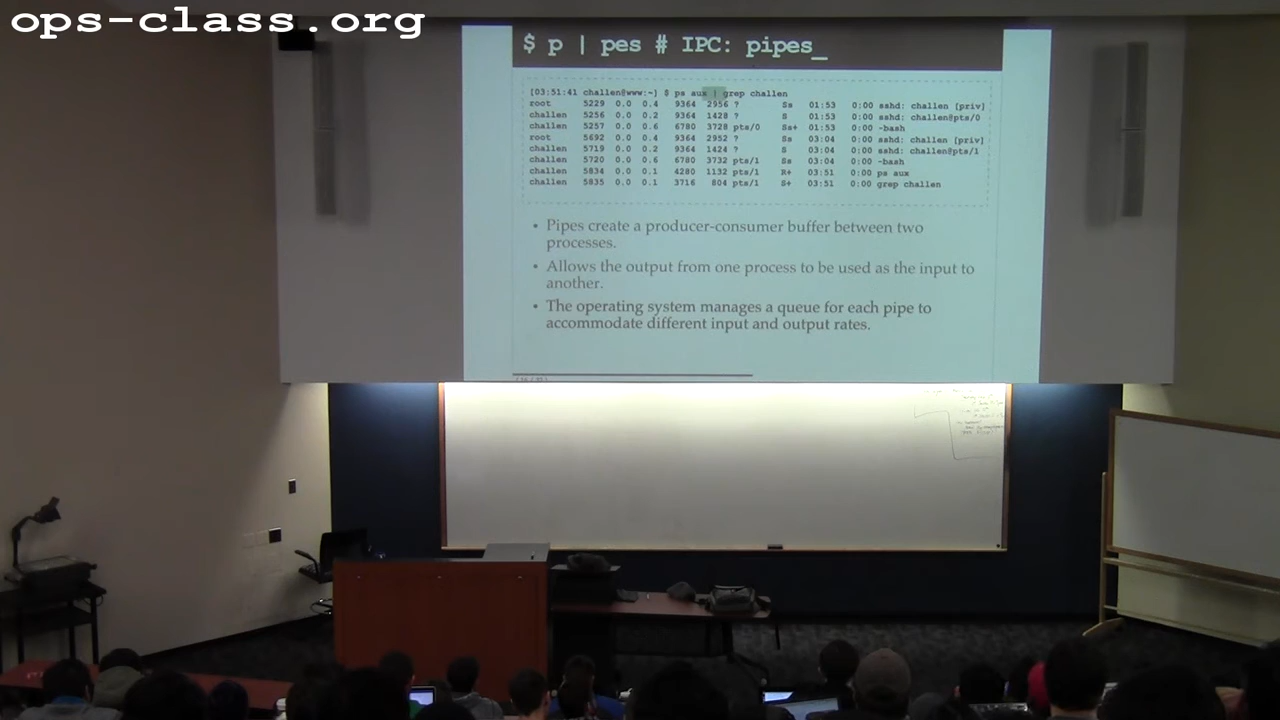 ops-class.org
$ p | pes # IPC: pipes_
[03:51:41 challen@www:~] $ ps aux | grep challen
root 5229 0.0 0.4 9364 2956 ? Ss 01:53 0:00 sshd: challen [priv]
challen 5256 0.0 0.2 9364 1428 ? S 01:53 0:00 sshd: challen@pts/0
challen 5257 0.0 0.6 6780 3728 pts/0 Ss+ 01:53 0:00 -bash
root 5692 0.0 0.4 9364 2952 ? Ss 03:04 0:00 sshd: challen [priv]
challen 5719 0.0 0.2 9364 1424 ? S 03:04 0:00 sshd: challen@pts/1
challen 5720 0.0 0.6 6780 3732 pts/1 Ss 03:04 0:00 -bash
challen 5834 0.0 0.1 4280 1132 pts/1 R+ 03:51 0:00 ps aux
challen 5835 0.0 0.1 3716 804 pts/1 S+ 03:51 0:00 grep challen
• Pipes create a producer-consumer buffer between two
processes.
• Allows the output from one process to be used as the input to
another.
• The operating system manages a queue for each pipe to
accommodate different input and output rates.